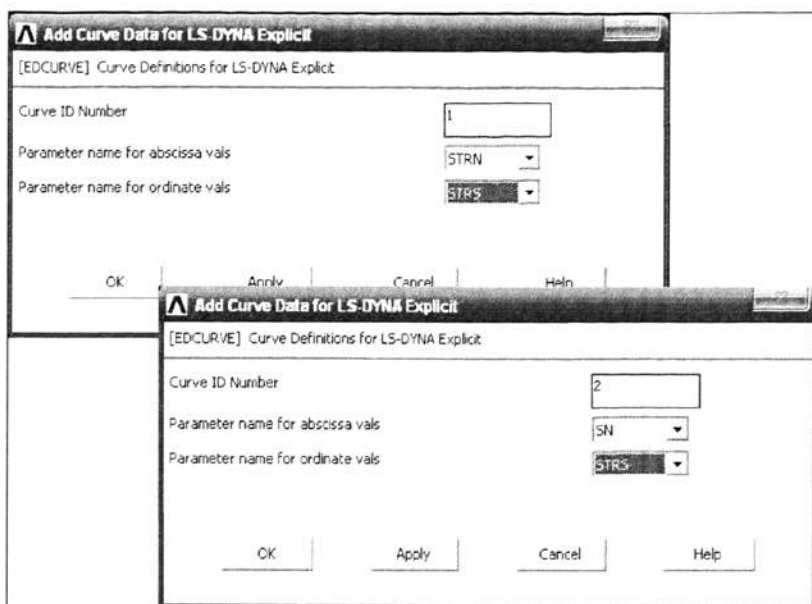 Add Curve Data for LS-DYNA Explicit
[EDCURVE] Curve Definitions for LS-DYNA Explicit
Curve ID Number
1
Parameter name for abscissa vals
STRN
Parameter name for ordinate vals
STRS
OK
Apply
Cancel
Help
Add Curve Data for LS-DYNA Explicit
[EDCURVE] Curve Definitions for LS-DYNA Explicit
Curve ID Number
2
Parameter name for abscissa vals
SN
Parameter name for ordinate vals
STRS
OK
Apply
Cancel
Help